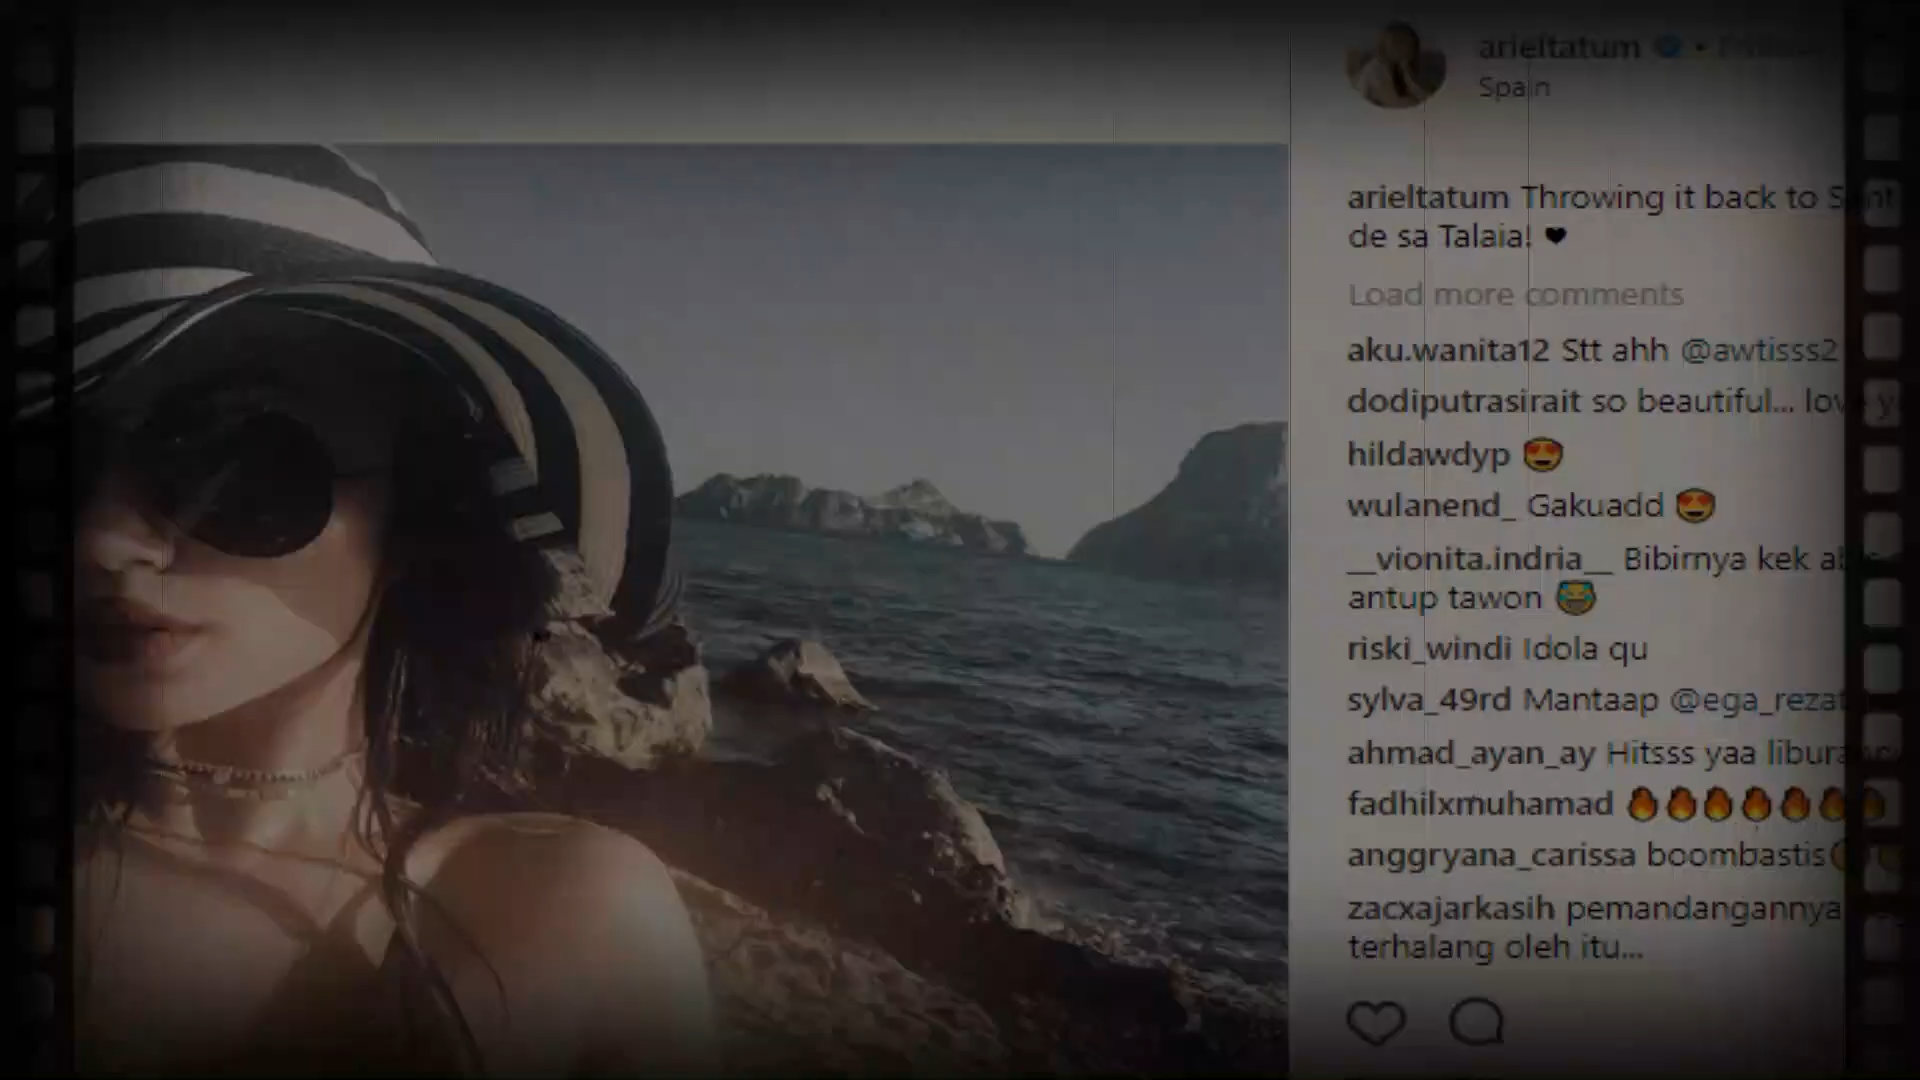 arieltatum
Spain
arieltatum Throwing it back to
de sa Talaia! ❤
Load more comments
aku.wanita12 Stt ahh @awtisss2
dodiputrasirait so beautiful...
hildawdyp 😍
wulanend_ Gakuadd 😍
__vionita.indria__ Bibirnya kek
antup tawon 😂
riski_windi Idola qu
sylva_49rd Mantaap
ahmad_ayan_ay Hitsss yaa
fadhilxmuhamad 🔥🔥🔥🔥🔥🔥🔥
anggryana_carissa boombastis
zacxajarkasih pemandangannya
terhalang oleh itu...